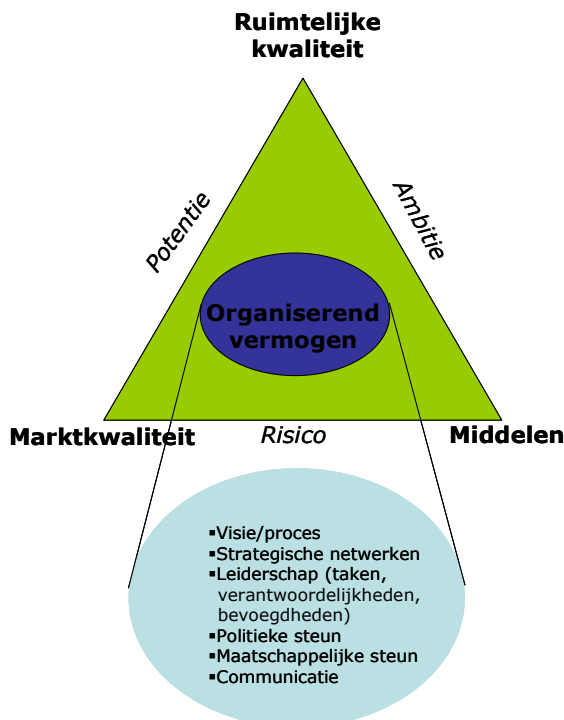 Ruimtelijke
kwaliteit
Potentie
Ambitie
Organiserend
vermogen
Marktkwaliteit
Risico
Middelen
▪Visie/proces
▪Strategische netwerken
▪Leiderschap (taken,
verantwoordelijkheden,
bevoegdheden)
▪Politieke steun
▪Maatschappelijke steun
▪Communicatie